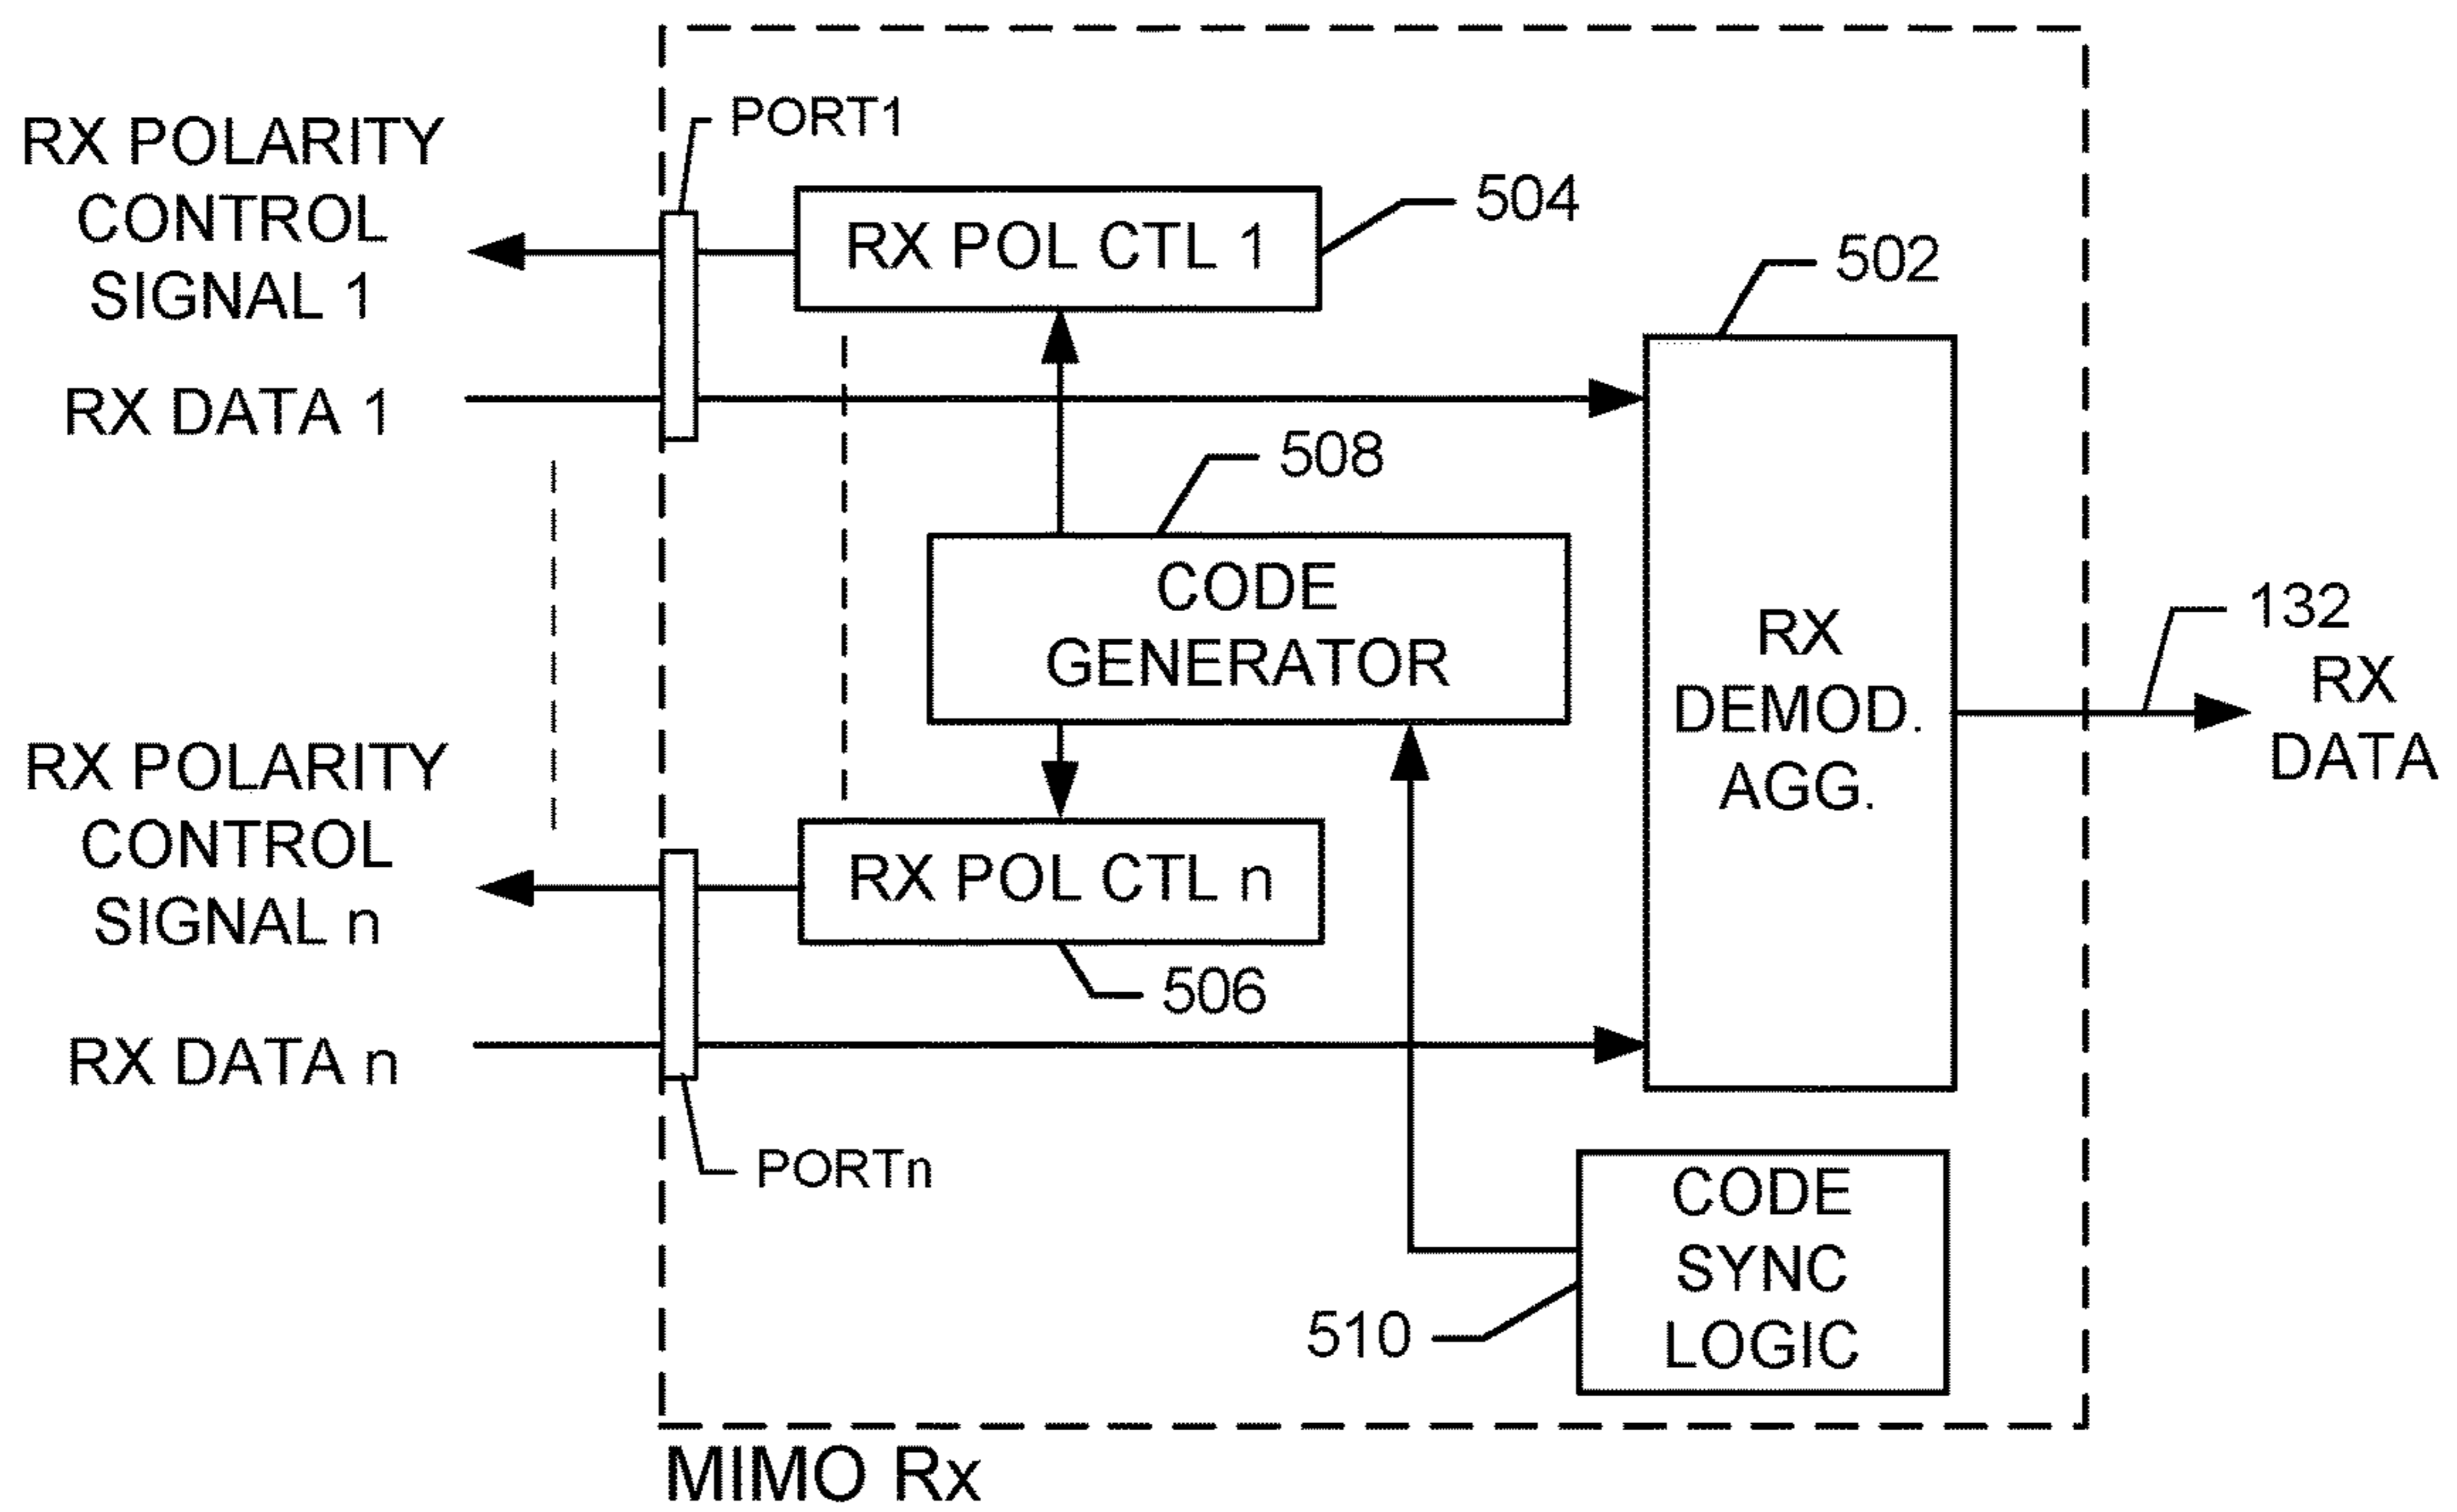 PORT1
RX POLARITY
CONTROL
SIGNAL 1
RX POL CTL 1
504
502
RX DATA 1
508
CODE
GENERATOR
RX
DEMOD.
AGG.
132
RX
DATA
RX POLARITY
CONTROL
SIGNAL n
RX POL CTL n
506
RX DATA n
PORTn
CODE
SYNC
LOGIC
510
MIMO Rx